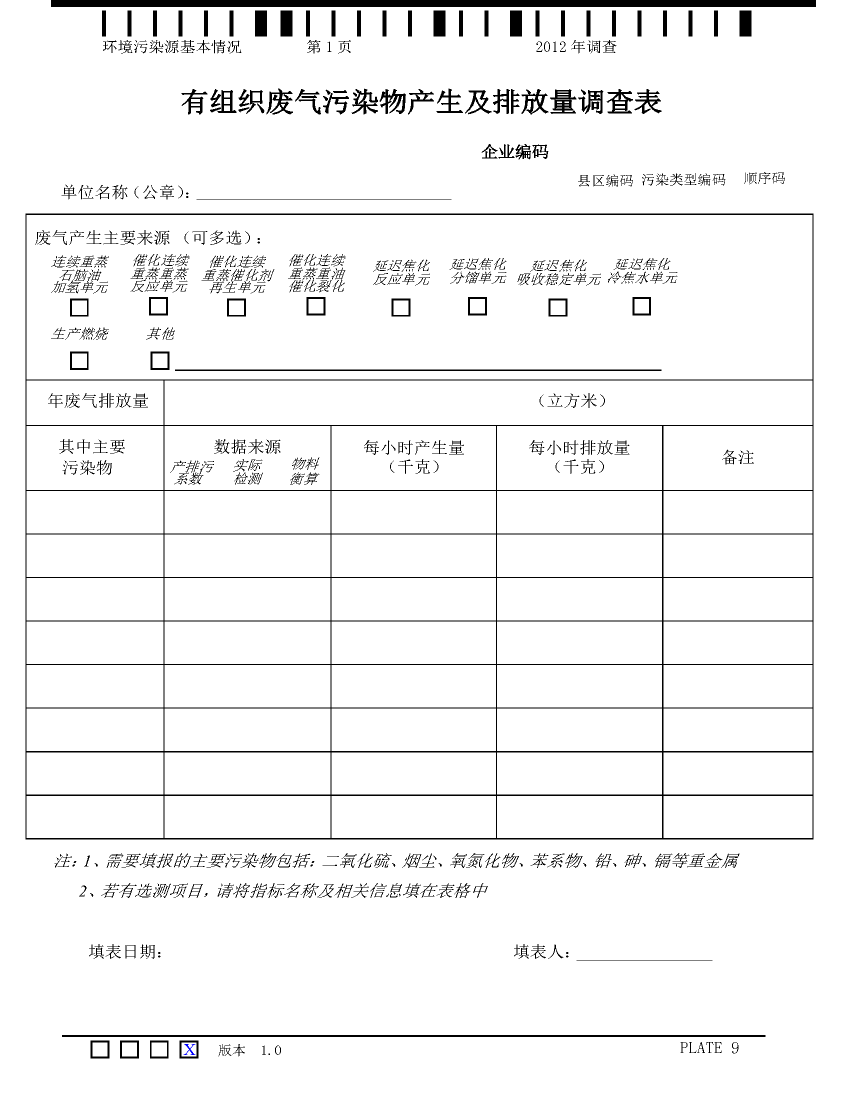 环境污染源基本情况 第 1 页 2012 年调查
有组织废气污染物产生及排放量调查表
企业编码
县区编码 污染类型编码 顺序码
单位名称（公章）：
废气产生主要来源 （可多选）：
连续重蒸 催化连续 催化连续 催化连续 延迟焦化 延迟焦化 延迟焦化 延迟焦化
石脑油 重蒸重蒸 重蒸催化剂 重蒸重油 反应单元 分馏单元 吸收稳定单元 冷焦水单元
加氢单元 反应单元 再生单元 催化裂化
生产燃烧 其他
年废气排放量 （立方米）
其中主要 数据来源 每小时产生量 每小时排放量 备注
污染物 产排污 实际 物料 （千克） （千克）
系数 检测 衡算
注：1、需要填报的主要污染物包括：二氧化硫、烟尘、氧氮化物、苯系物、铅、砷、镉等重金属
2、若有选测项目，请将指标名称及相关信息填在表格中
填表日期： 填表人：
X 版本 1.0 PLATE 9